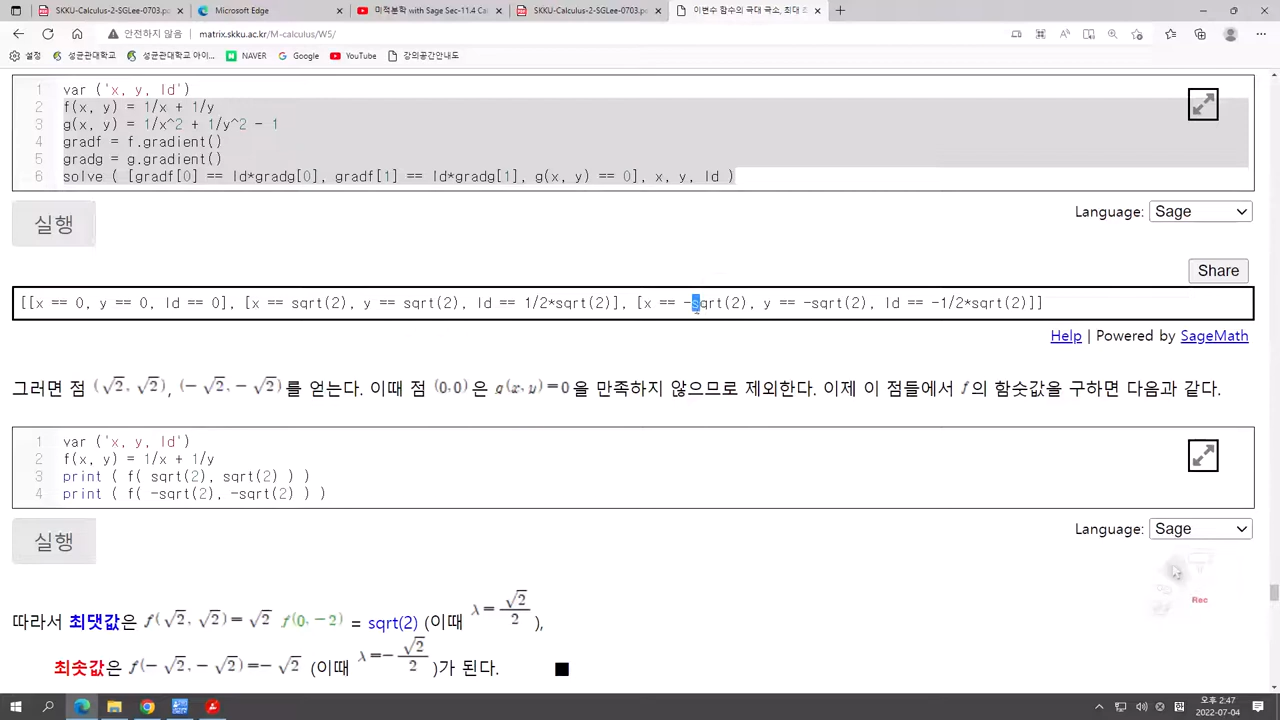 SKKU-Calculus-2-SGLee-0703.p
Microsoft Edge
미적분학 with Sage Sec-11.4 Ca
SKKU-Calculus-2-SGLee-0703.pd
이변수 함수의 극대 극소, 최대
안전하지 않음
matrix.skku.ac.kr/M-calculus/W5/
설정
성균관대학교
성균관대학교 아이...
NAVER
Google
YouTube
강의공간안내도
1 var ('x, y, ld')
2 f(x, y) = 1/x + 1/y
3 g(x, y) = 1/x^2 + 1/y^2 - 1
4 gradf = f.gradient()
5 gradg = g.gradient()
6 solve ( [gradf[0] == ld*gradg[0], gradf[1] == ld*gradg[1], g(x, y) == 0], x, y, ld )
실행
Language: Sage
Share
[[x == 0, y == 0, ld == 0], [x == sqrt(2), y == sqrt(2), ld == 1/2*sqrt(2)], [x == -sqrt(2), y == -sqrt(2), ld == -1/2*sqrt(2)]]
Help | Powered by SageMath
그러면 점 (√2, √2), (-√2, -√2)를 얻는다. 이때 점 (0,0)은 g(x, y)=0을 만족하지 않으므로 제외한다. 이제 이 점들에서 f의 함숫값을 구하면 다음과 같다.
1 var ('x, y, ld')
2 f(x, y) = 1/x + 1/y
3 print ( f( sqrt(2), sqrt(2) ) )
4 print ( f( -sqrt(2), -sqrt(2) ) )
실행
Language: Sage
Rec
따라서 최댓값은 f(√2, √2)= √2 f(0, -2) = sqrt(2) (이때 λ= √2/2 ),
최솟값은 f(-√2, -√2)=- √2 (이때 λ=- √2/2 )가 된다. ■
오후 2:47
2022-07-04